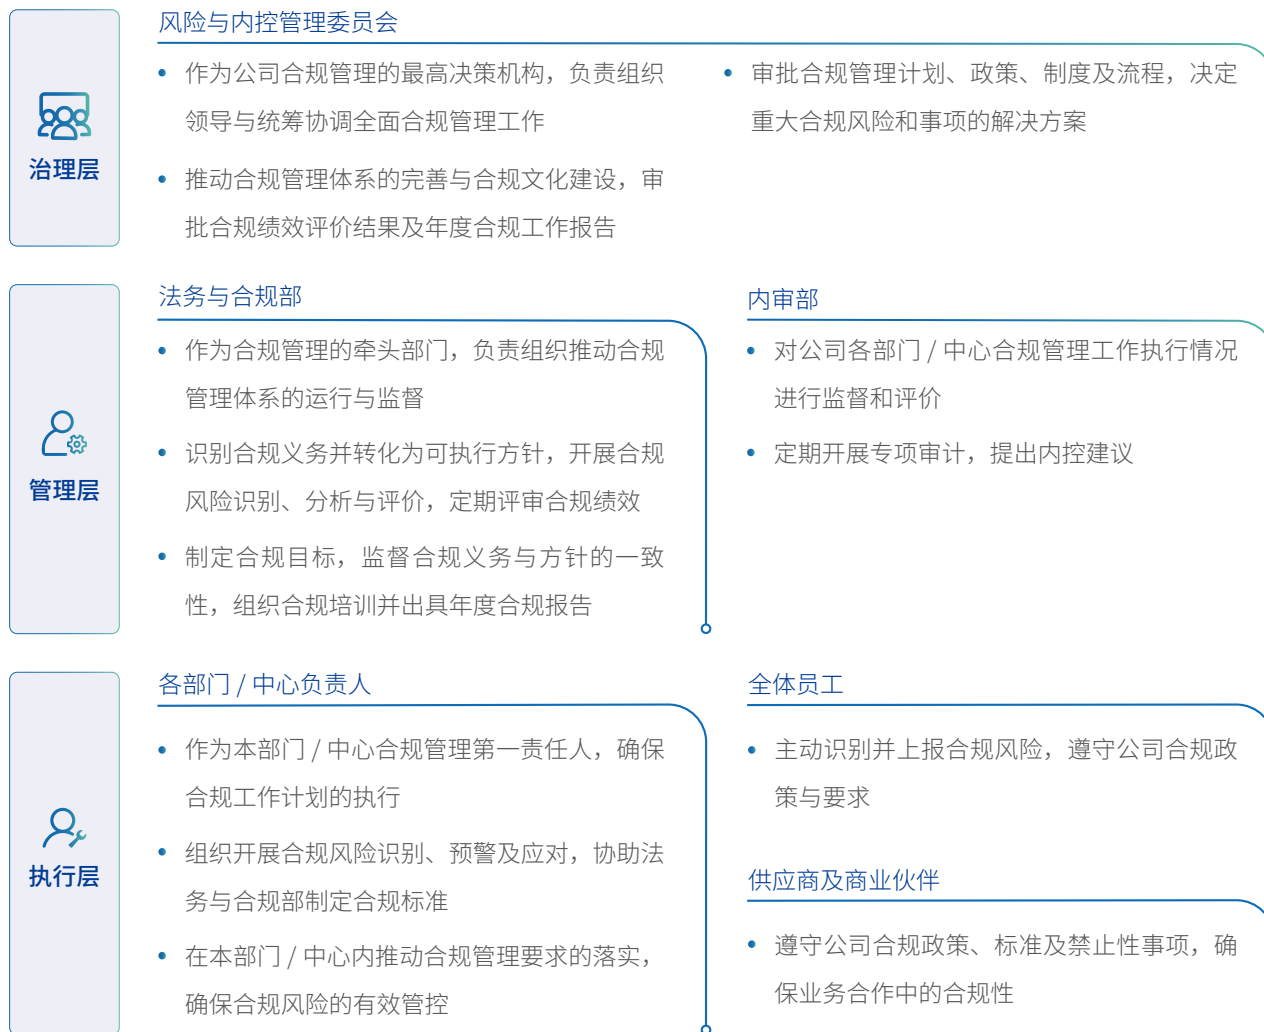 治理层
风险与内控管理委员会
作为公司合规管理的最高决策机构，负责组织
领导与统筹协调全面合规管理工作
推动合规管理体系的完善与合规文化建设，审
批合规绩效评价结果及年度合规工作报告
审批合规管理计划、政策、制度及流程，决定
重大合规风险和事项的解决方案
管理层
法务与合规部
作为合规管理的牵头部门，负责组织推动合规
管理体系的运行与监督
识别合规义务并转化为可执行方针，开展合规
风险识别、分析与评价，定期评审合规绩效
制定合规目标，监督合规义务与方针的一致
性，组织合规培训并出具年度合规报告
内审部
对公司各部门 / 中心合规管理工作执行情况
进行监督和评价
定期开展专项审计，提出内控建议
执行层
各部门 / 中心负责人
作为本部门 / 中心合规管理第一责任人，确保
合规工作计划的执行
组织开展合规风险识别、预警及应对，协助法
务与合规部制定合规标准
在本部门 / 中心内推动合规管理要求的落实，
确保合规风险的有效管控
全体员工
主动识别并上报合规风险，遵守公司合规政
策与要求
供应商及商业伙伴
遵守公司合规政策、标准及禁止性事项，确
保业务合作中的合规性